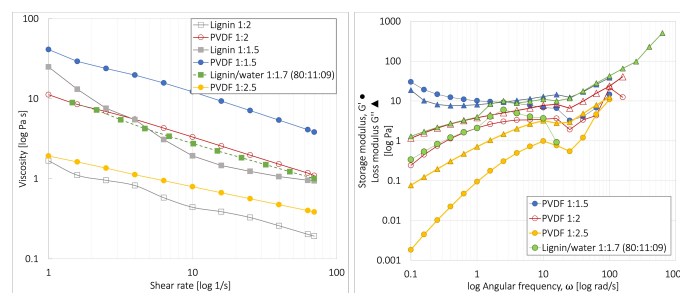 Viscosity [log Pa s]
100
10
1
0.1
1
10
100
Shear rate [log 1/s]
Lignin 1:2
PVDF 1:2
Lignin 1:1.5
PVDF 1:1.5
Lignin/water 1:1.7 (80:11:09)
PVDF 1:2.5
Storage modulus, G' ●
Loss modulus G'' ▲
[log Pa]
1000
100
10
1
0.1
0.01
0.001
0.1
1
10
100
1000
log Angular frequency, ω [log rad/s]
PVDF 1:1.5
PVDF 1:2
PVDF 1:2.5
Lignin/water 1:1.7 (80:11:09)